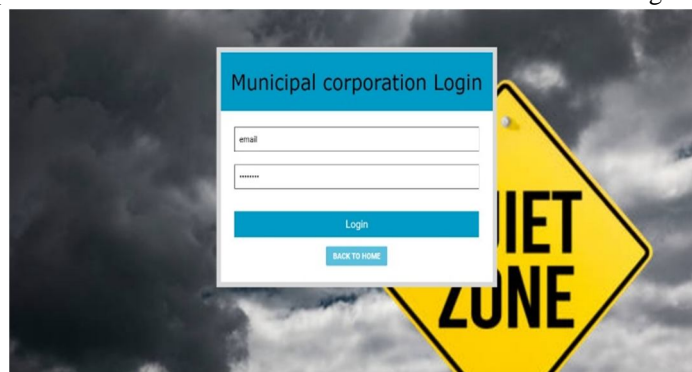 Municipal corporation Login
email
••••••••
Login
BACK TO HOME
IET
ZONE